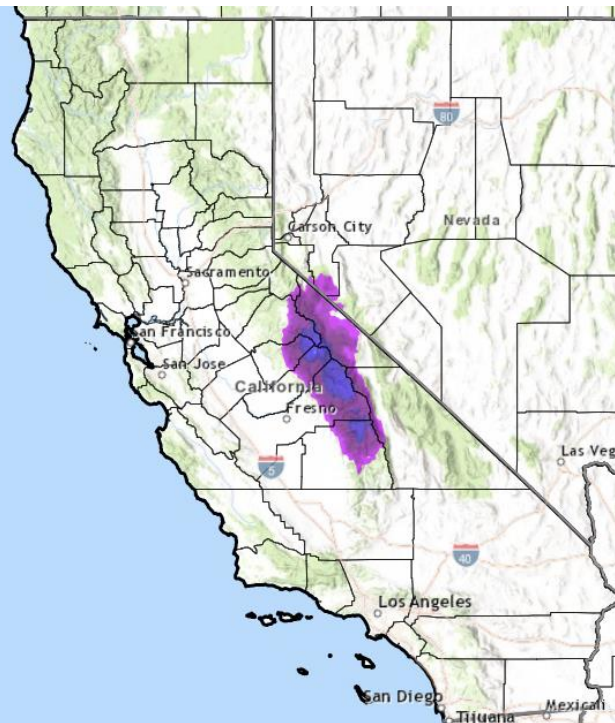 80
Carson City
Nevada
Sacramento
San Francisco
San Jose
California
Fresno
5
Las Veg
40
Los Angeles
San Diego
Tijuana
Mexicali